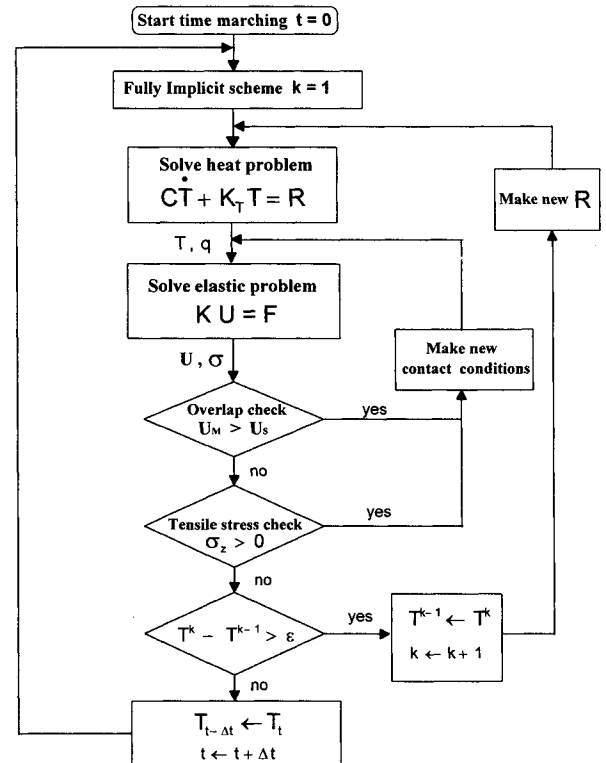 Start time marching t = 0
Fully Implicit scheme k = 1
Solve heat problem
CṪ + K_T T = R
Make new R
T, q
Solve elastic problem
K U = F
Make new
contact conditions
U, σ
Overlap check
U_M > U_S
yes
no
Tensile stress check
σ_z > 0
yes
no
T^k − T^{k-1} > ε
yes
T^{k-1} ← T^k
k ← k + 1
no
T_{t-Δt} ← T_t
t ← t + Δt